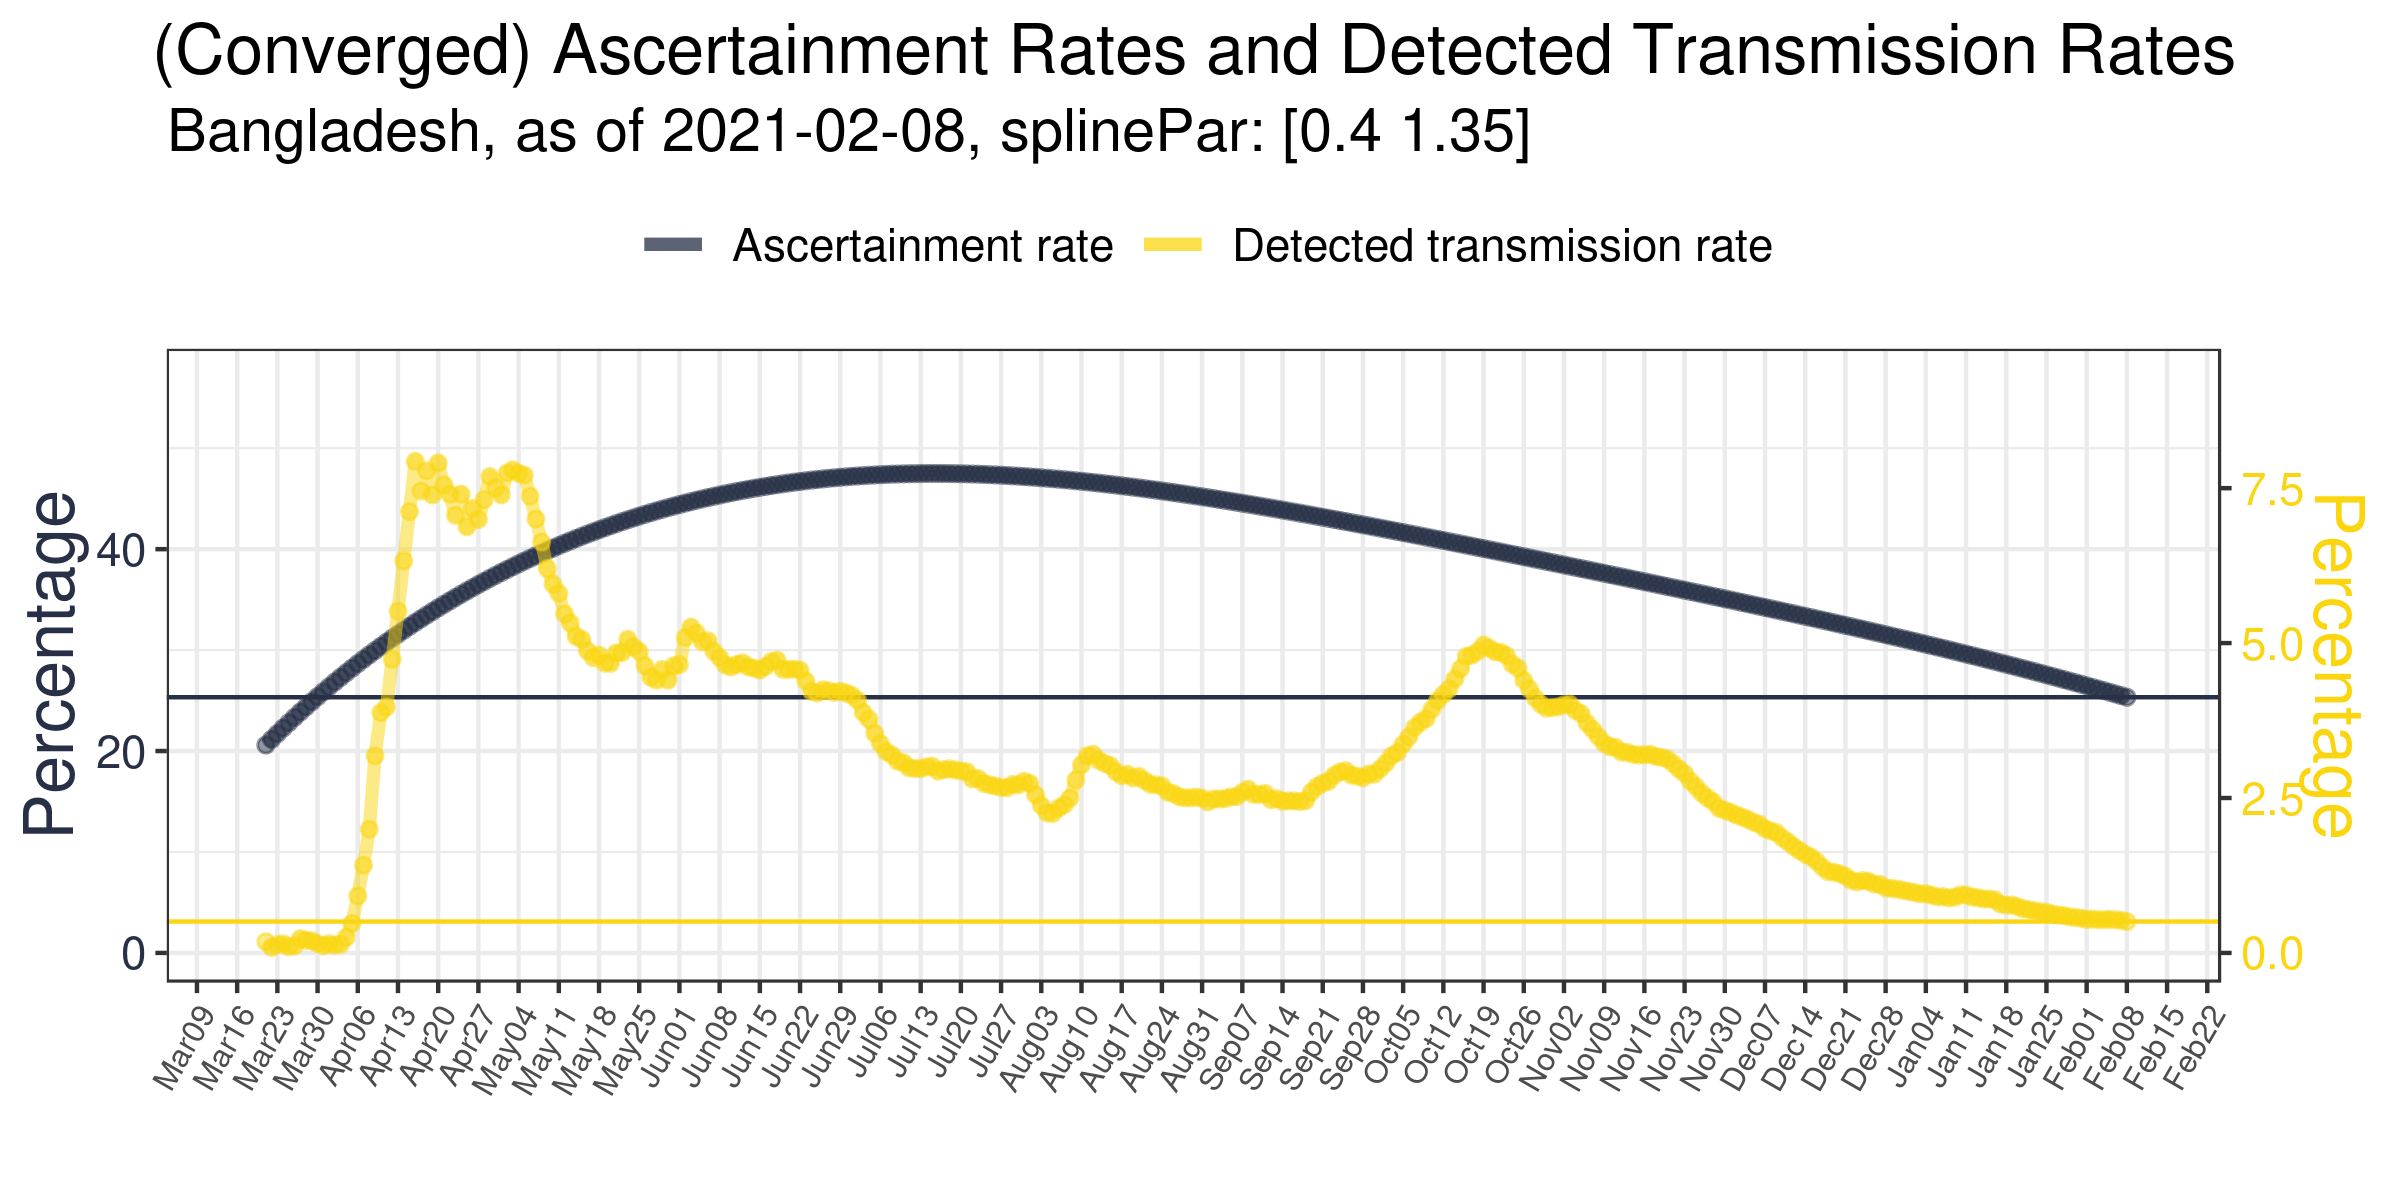 (Converged) Ascertainment Rates and Detected Transmission Rates
Bangladesh, as of 2021-02-08, splinePar: [0.4 1.35]
Ascertainment rate
Detected transmission rate
Percentage
40
20
0
7.5
5.0
2.5
0.0
Percentage
Mar09
Mar16
Mar23
Mar30
Apr06
Apr13
Apr20
Apr27
May04
May11
May18
May25
Jun01
Jun08
Jun15
Jun22
Jun29
Jul06
Jul13
Jul20
Jul27
Aug03
Aug10
Aug17
Aug24
Aug31
Sep07
Sep14
Sep21
Sep28
Oct05
Oct12
Oct19
Oct26
Nov02
Nov09
Nov16
Nov23
Nov30
Dec07
Dec14
Dec21
Dec28
Jan04
Jan11
Jan18
Jan25
Feb01
Feb08
Feb15
Feb22